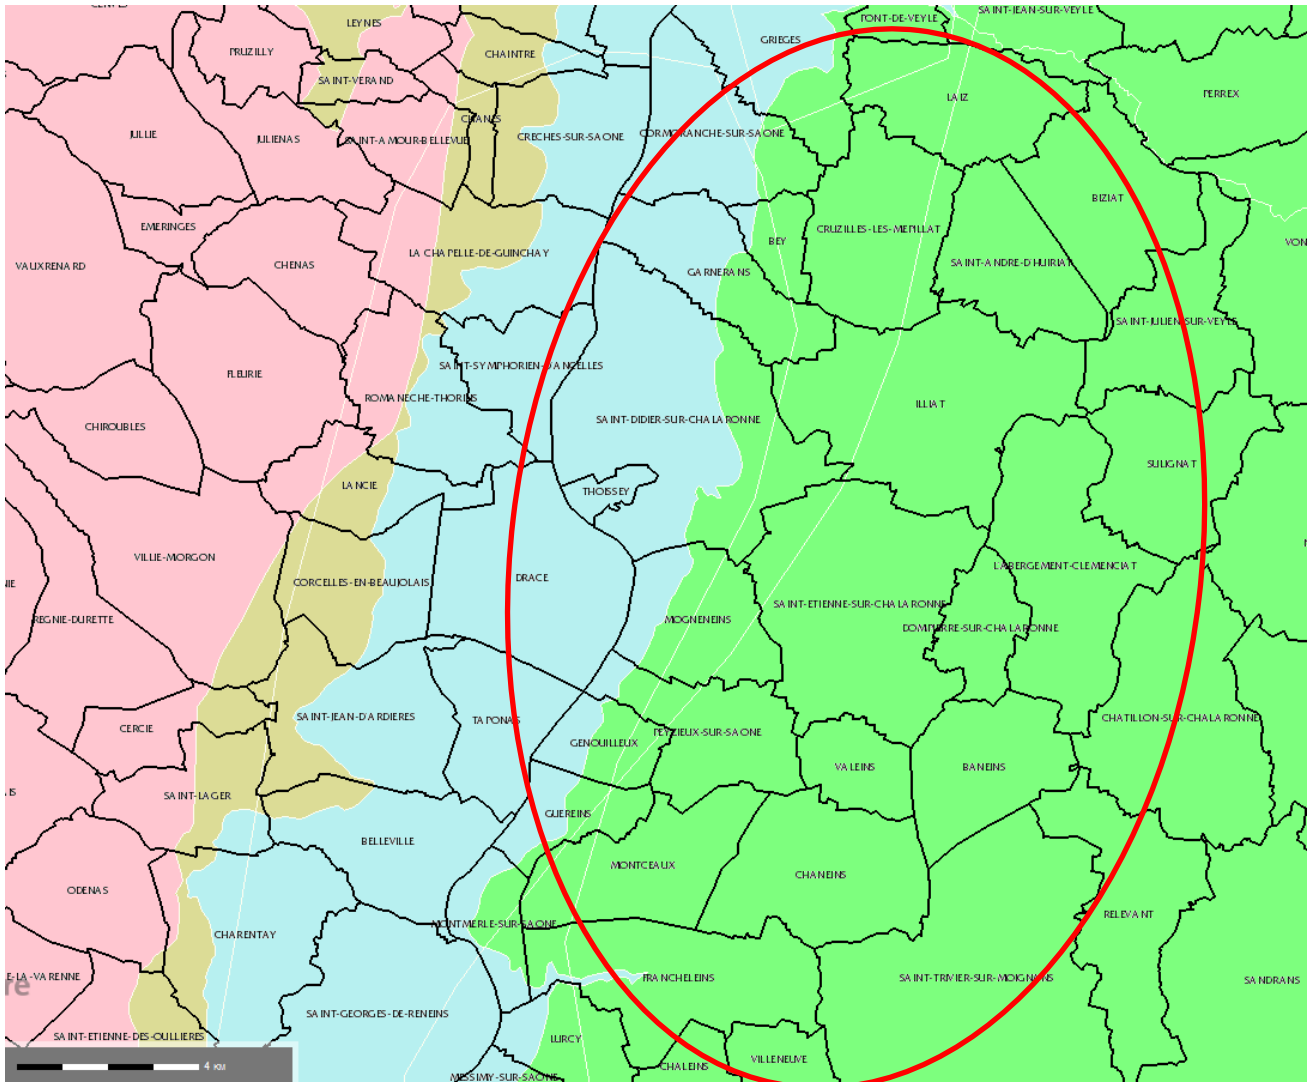 SAINT-JEAN-SUR-VEYLE
PONT-DE-VEYLE
LEYNES
GRIEGES
PRUZILLY
CHAINTRE
SAINT-VERAND
PERREX
LAIZ
CHANES
JULLIE
JULIENAS
SAINT-AMOUR-BELLEVUE
CRECHES-SUR-SAONE
CORMORANCHE-SUR-SAONE
BIZIAT
EMERINGES
CRUZILLES-LES-MEPILLAT
BEY
VON
LA CHAPELLE-DE-GUINCHAY
VAUXRENARD
CHENAS
SAINT-ANDRE-D'HUIRIAT
GARNERANS
SAINT-JULIEN-SUR-VEYLE
SAINT-SYMPHORIEN-D'ANCELLES
FLEURIE
ROMANECHE-THORINS
ILLIAT
SAINT-DIDIER-SUR-CHALARONNE
CHIROUBLES
SULIGNAT
LANCIE
THOISSEY
VILLIE-MORGON
L'ABERGEMENT-CLEMENCIAT
DRACE
NIE
CORCELLES-EN-BEAUJOLAIS
SAINT-ETIENNE-SUR-CHALARONNE
REGNIE-DURETTE
MOGNENEINS
DOMPIERRE-SUR-CHALARONNE
SAINT-JEAN-D'ARDIERES
TAPONAS
CHATILLON-SUR-CHALARONNE
CERCIE
PEYZIEUX-SUR-SAONE
GENOUILLEUX
VALEINS
BANEINS
AIS
SAINT-LAGER
GUEREINS
BELLEVILLE
MONTCEAUX
CHANEINS
ODENAS
RELEVANT
MONTMERLE-SUR-SAONE
CHARENTAY
E-LA-VARENNE
FRANCHELEINS
SAINT-TRIVIER-SUR-MOIGNANS
SANDRANS
re
SAINT-GEORGES-DE-RENEINS
SAINT-ETIENNE-DES-OULLIERES
LURCY
VILLENEUVE
CHALEINS
4 KM
MESSIMY-SUR-SAONE